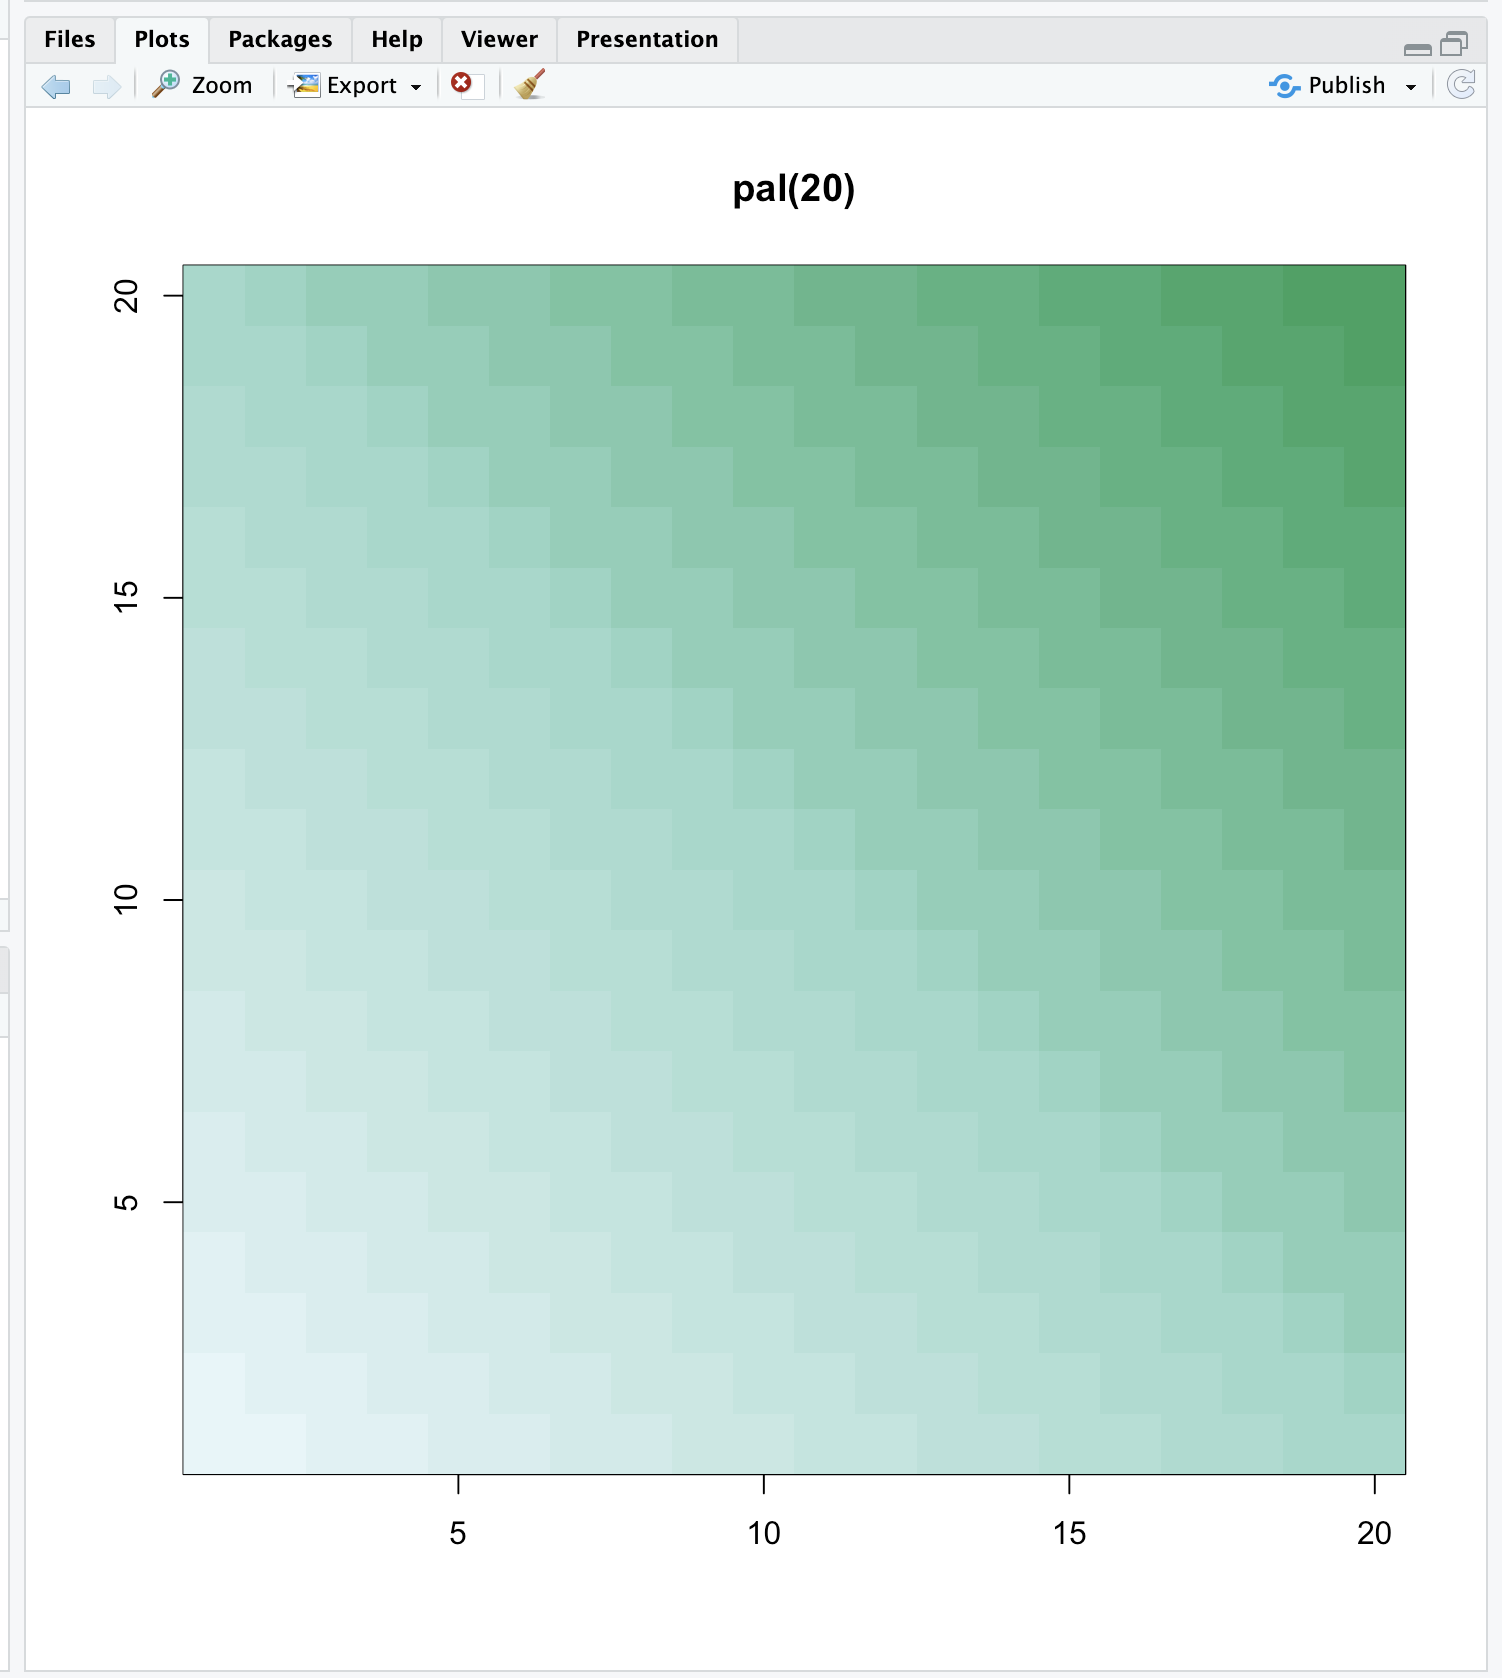 Files Plots Packages Help Viewer Presentation
Zoom Export Publish
pal(20)
20
15
10
5
5 10 15 20